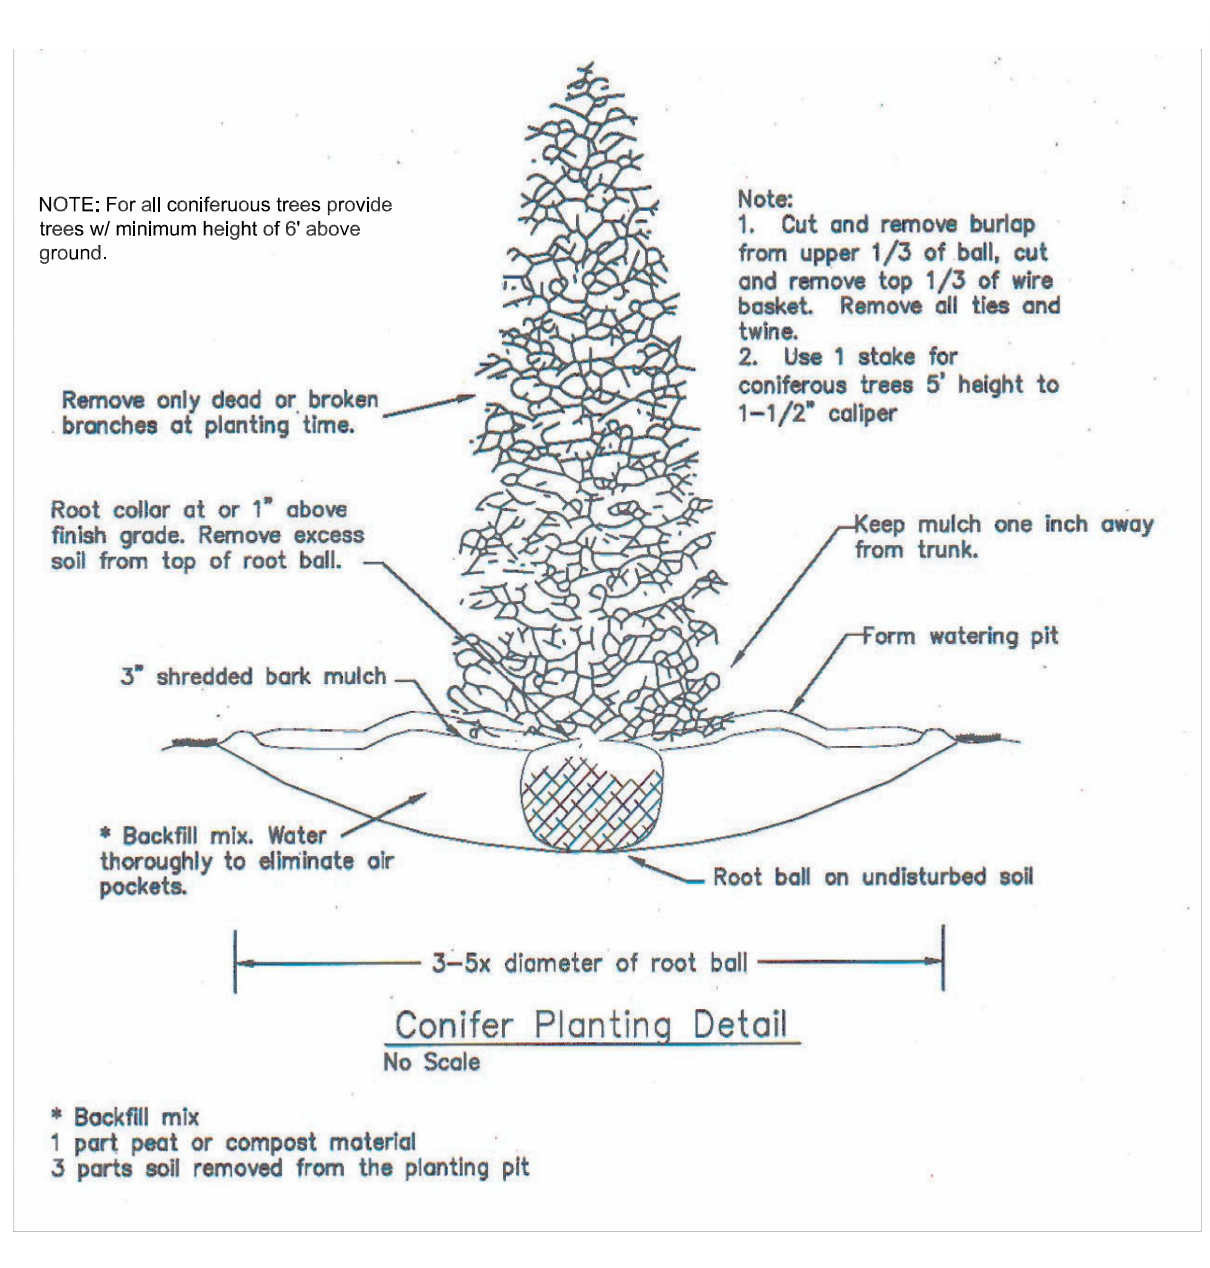 NOTE: For all coniferuous trees provide
trees w/ minimum height of 6' above
ground.
Note:
1. Cut and remove burlap
from upper 1/3 of ball, cut
and remove top 1/3 of wire
basket. Remove all ties and
twine.
2. Use 1 stake for
coniferous trees 5' height to
1-1/2" caliper
Remove only dead or broken
branches at planting time.
Root collar at or 1" above
finish grade. Remove excess
soil from top of root ball.
Keep mulch one inch away
from trunk.
Form watering pit
3" shredded bark mulch
* Backfill mix. Water
thoroughly to eliminate air
pockets.
Root ball on undisturbed soil
3-5x diameter of root ball
Conifer Planting Detail
No Scale
* Backfill mix
1 part peat or compost material
3 parts soil removed from the planting pit